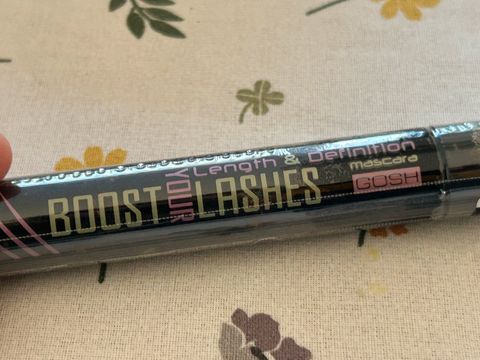 BOOST YOUR LASHES
Length & Definition
mascara
GOSH